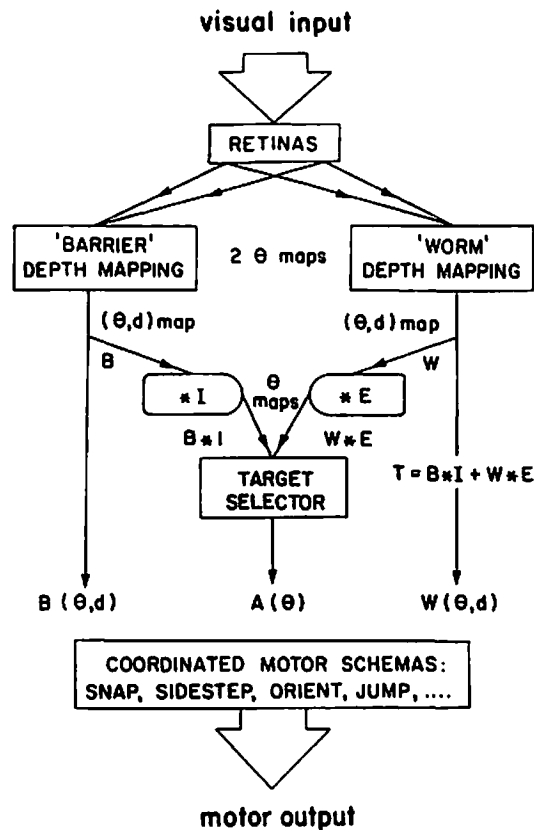 visual input
RETINAS
'BARRIER'
DEPTH MAPPING
2 θ maps
'WORM'
DEPTH MAPPING
(θ,d) map
(θ,d) map
B
W
* I
θ
maps
* E
B * I
W * E
TARGET
SELECTOR
T = B * I + W * E
B (θ,d)
A (θ)
W (θ,d)
COORDINATED MOTOR SCHEMAS:
SNAP, SIDESTEP, ORIENT, JUMP, ....
motor output